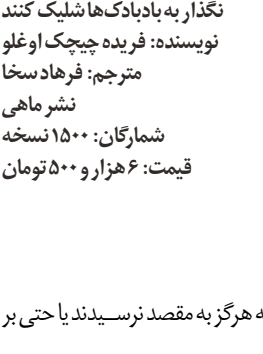 نگذار به بادبادک‌ها شلیک کنند
نویسنده: فریده چیچک اوغلو
مترجم: فرهاد سخا
نشر ماهی
شمارگان: ۱۵۰۰ نسخه
قیمت: ۶ هزار و ۵۰۰ تومان
ه هرگز به مقصد نرسیدند یا حتی بر